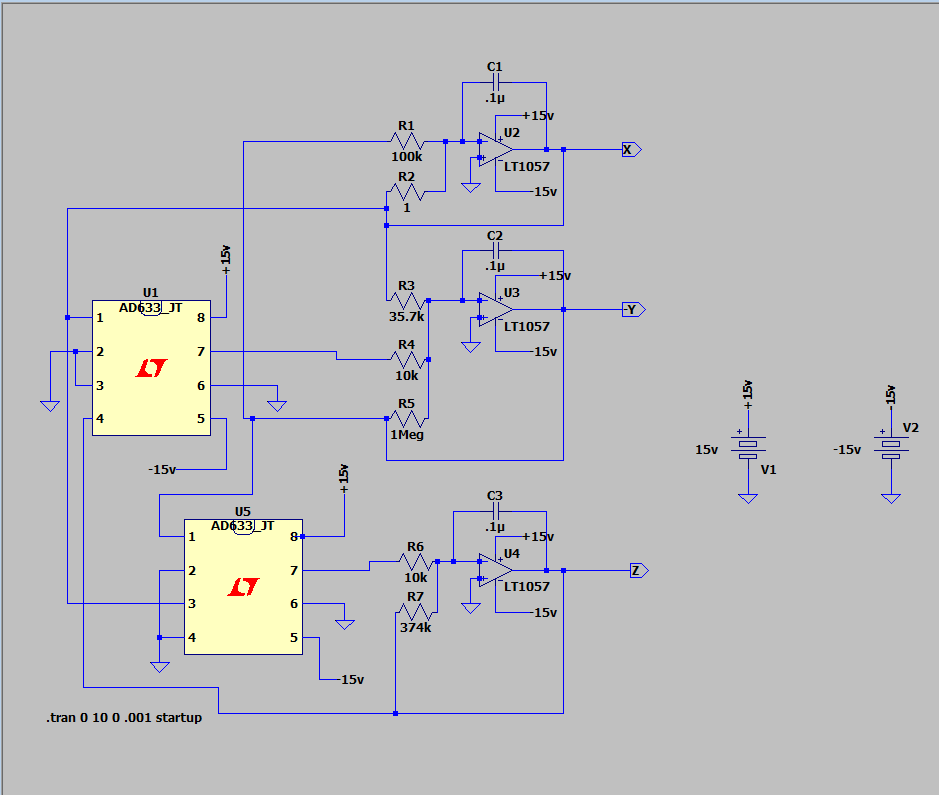 C1
.1µ
+15v
R1
U2
100k
X
LT1057
R2
-15v
1
C2
.1µ
+15v
+15v
R3
U3
U1
AD633_JT
35.7k
-Y
1
8
LT1057
R4
2
7
-15v
10k
3
6
+15v
-15v
R5
4
5
1Meg
V2
15v
-15v
-15v
V1
+15v
C3
U5
.1µ
AD633_JT
1
8
+15v
R6
U4
2
7
10k
Z
LT1057
R7
3
6
-15v
374k
4
5
-15v
.tran 0 10 0 .001 startup